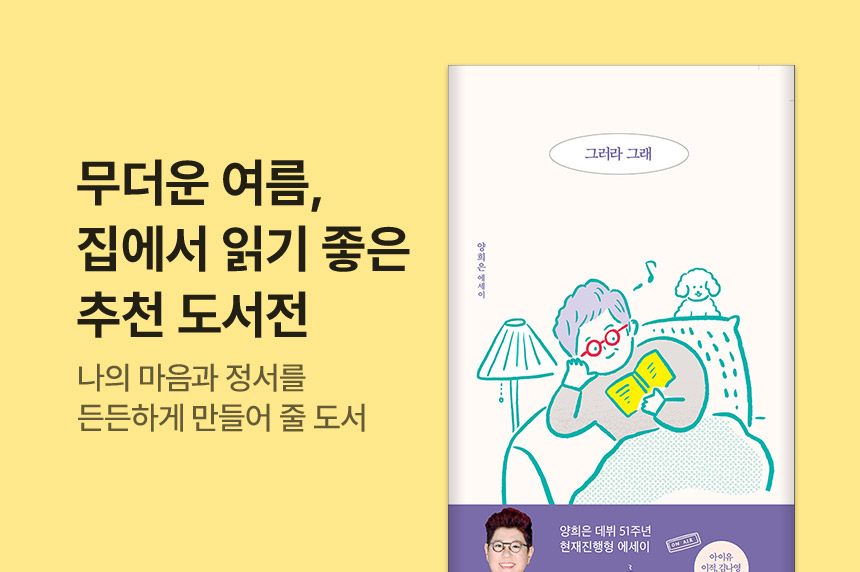 무더운 여름,
집에서 읽기 좋은
추천 도서전
나의 마음과 정서를
든든하게 만들어 줄 도서
그러라 그래
양희은 에세이
양희은 데뷔 51주년
현재진행형 에세이
ON AIR
아이유
이적, 김나영